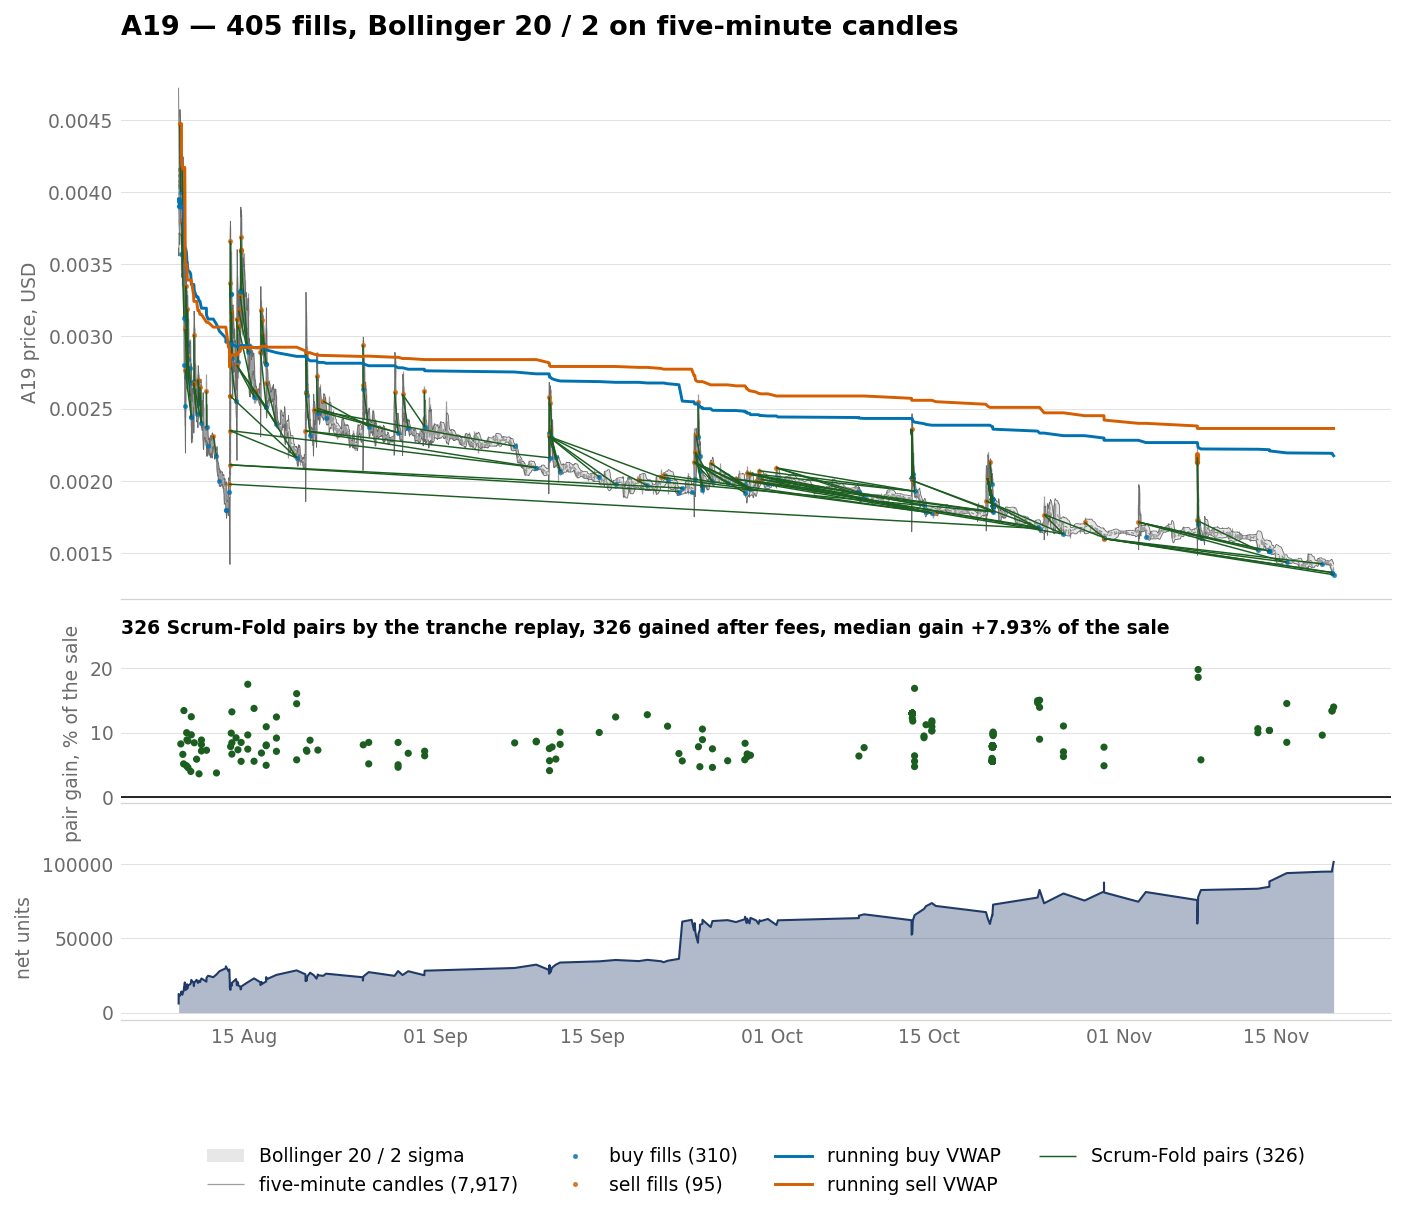 A19 — 405 fills, Bollinger 20 / 2 on five-minute candles
A19 price, USD
0.0045
0.0040
0.0035
0.0030
0.0025
0.0020
0.0015
326 Scrum-Fold pairs by the tranche replay, 326 gained after fees, median gain +7.93% of the sale
pair gain, % of the sale
20
10
0
net units
100000
50000
0
15 Aug
01 Sep
15 Sep
01 Oct
15 Oct
01 Nov
15 Nov
Bollinger 20 / 2 sigma
five-minute candles (7,917)
buy fills (310)
sell fills (95)
running buy VWAP
running sell VWAP
Scrum-Fold pairs (326)